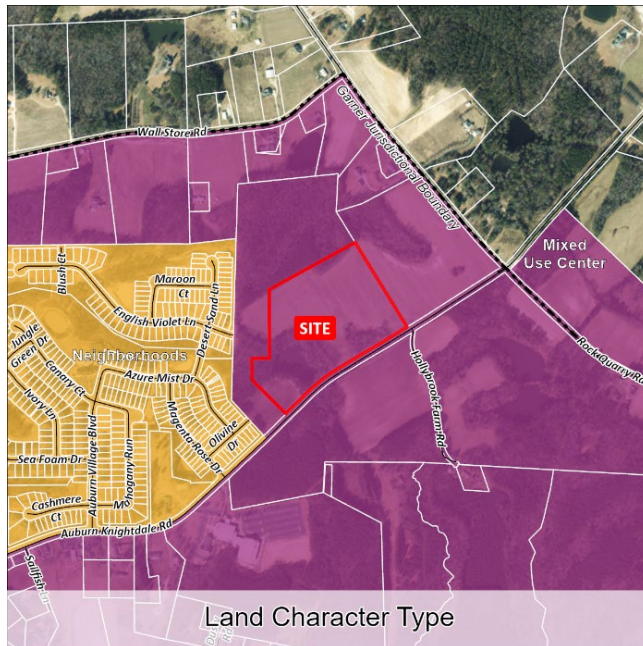 Wall Store Rd
Garner Jurisdictional Boundary
Mixed
Use Center
Blush Ct
Maroon
Ct
English Violet Ln
Desert Sand Ln
SITE
Jungle
Green Dr
Neighborhoods
Canary Ct
Azure Mist Dr
Ivory Ln
Auburn Village Blvd
Mahogany Run
Magenta Rose Dr
Olivine
Dr
Hollybrook Farm Rd
Rock Quarry Rd
Sea Foam Dr
Cashmere
Ct
Auburn Knightdale Rd
Sailfish Ln
Rd
Land Character Type